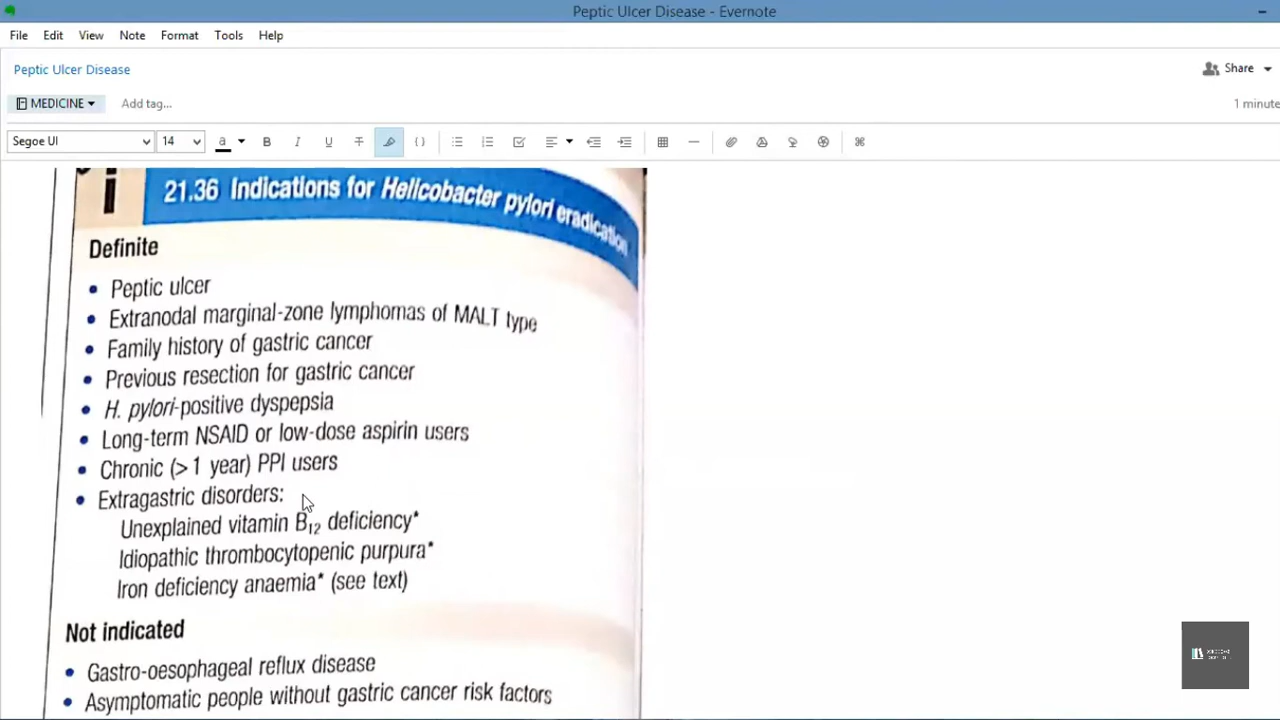 Peptic Ulcer Disease - Evernote
File Edit View Note Format Tools Help
Peptic Ulcer Disease
Share
MEDICINE Add tag...
1 minute
Segoe UI 14 a B I U T { }
i
21.36 Indications for Helicobacter pylori eradication
Definite
• Peptic ulcer
• Extranodal marginal-zone lymphomas of MALT type
• Family history of gastric cancer
• Previous resection for gastric cancer
• H. pylori-positive dyspepsia
• Long-term NSAID or low-dose aspirin users
• Chronic (>1 year) PPI users
• Extragastric disorders:
Unexplained vitamin B₁₂ deficiency*
Idiopathic thrombocytopenic purpura*
Iron deficiency anaemia* (see text)
Not indicated
• Gastro-oesophageal reflux disease
• Asymptomatic people without gastric cancer risk factors